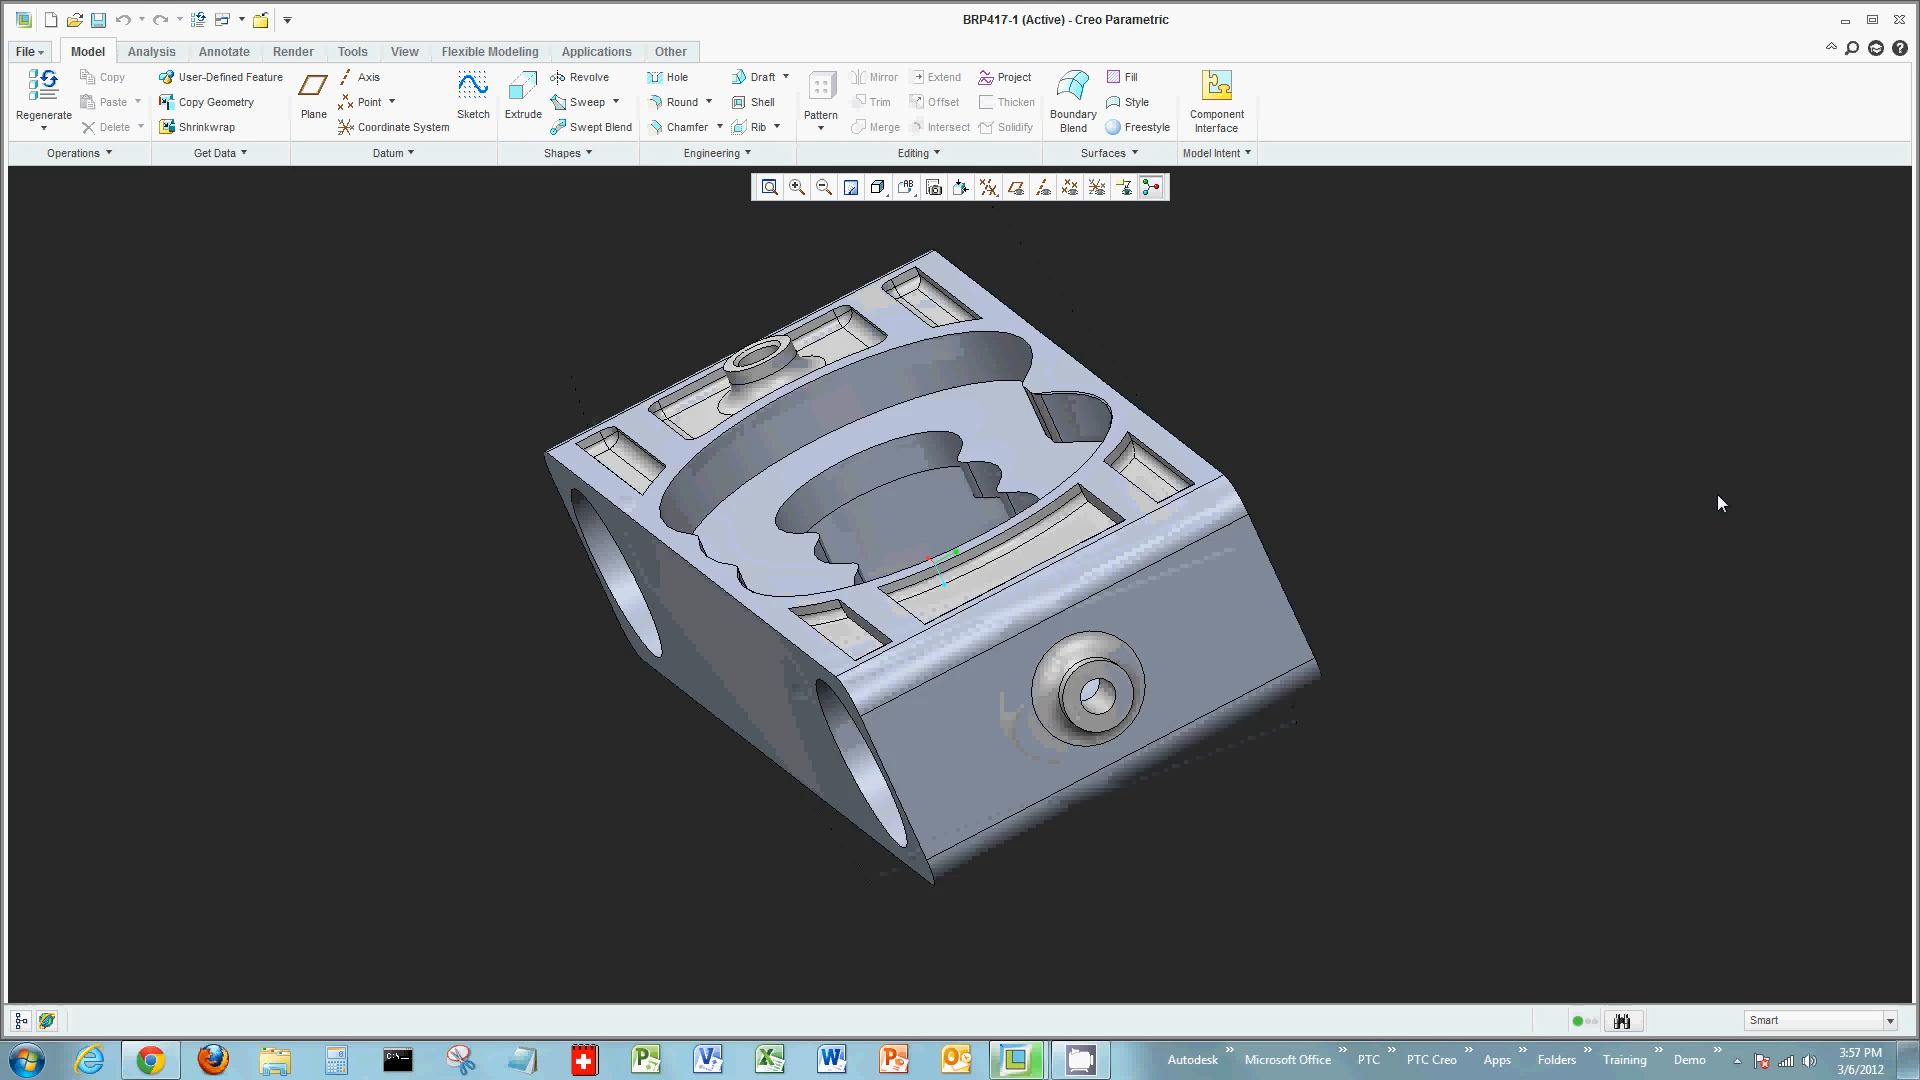 BRP417-1 (Active) - Creo Parametric
File Model Analysis Annotate Render Tools View Flexible Modeling Applications Other
Copy User-Defined Feature Axis Revolve Hole Draft Mirror Extend Project Fill
Paste Copy Geometry Point Sweep Round Shell Trim Offset Thicken Style
Regenerate Plane Sketch Extrude Pattern Boundary Blend Component Interface
Delete Shrinkwrap Coordinate System Swept Blend Chamfer Rib Merge Intersect Solidify Freestyle
Operations Get Data Datum Shapes Engineering Editing Surfaces Model Intent
Smart
Autodesk Microsoft Office PTC PTC Creo Apps Folders Training Demo
3:57 PM
3/6/2012